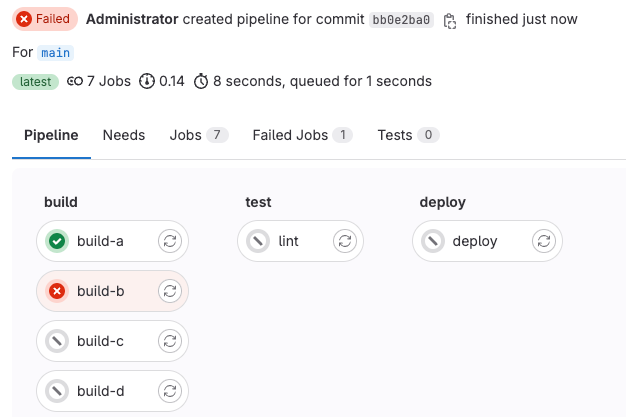 Failed Administrator created pipeline for commit bb0e2ba0 finished just now
For main
latest 7 Jobs 0.14 8 seconds, queued for 1 seconds
Pipeline Needs Jobs 7 Failed Jobs 1 Tests 0
build test deploy
build-a lint deploy
build-b
build-c
build-d